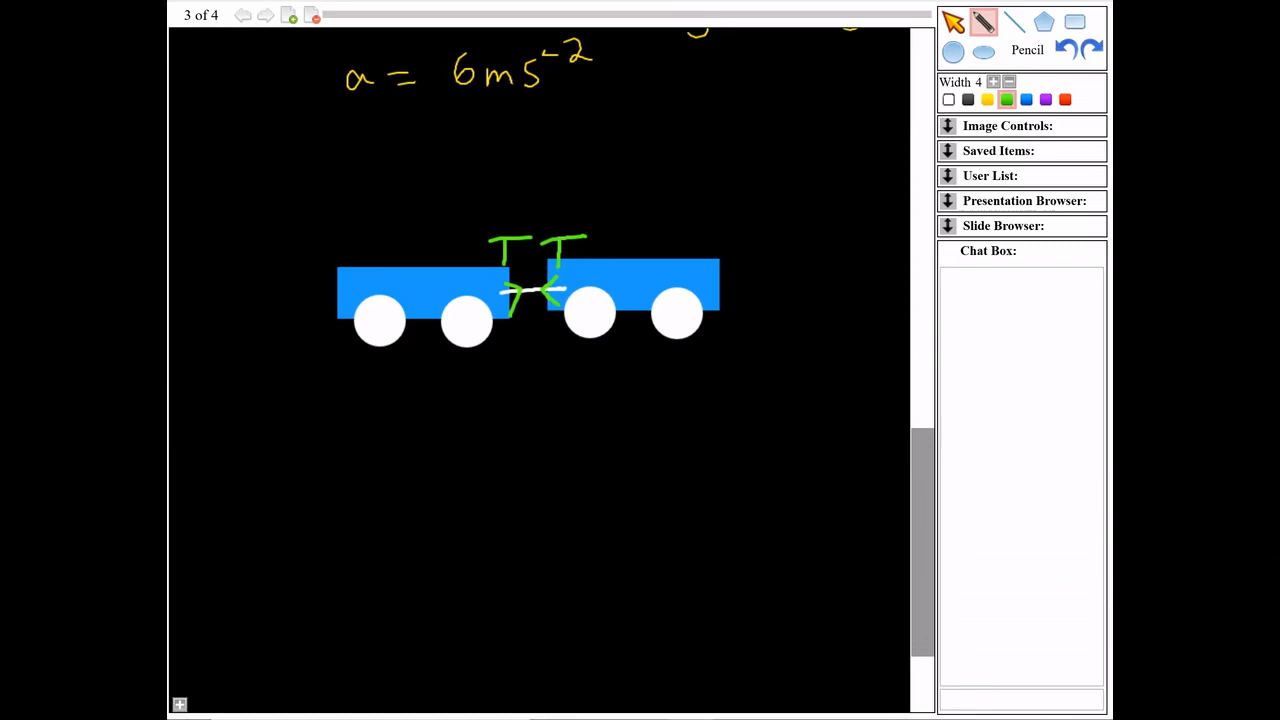 3 of 4
a = 6ms⁻²
T T
Pencil
Width 4
Image Controls:
Saved Items:
User List:
Presentation Browser:
Slide Browser:
Chat Box: